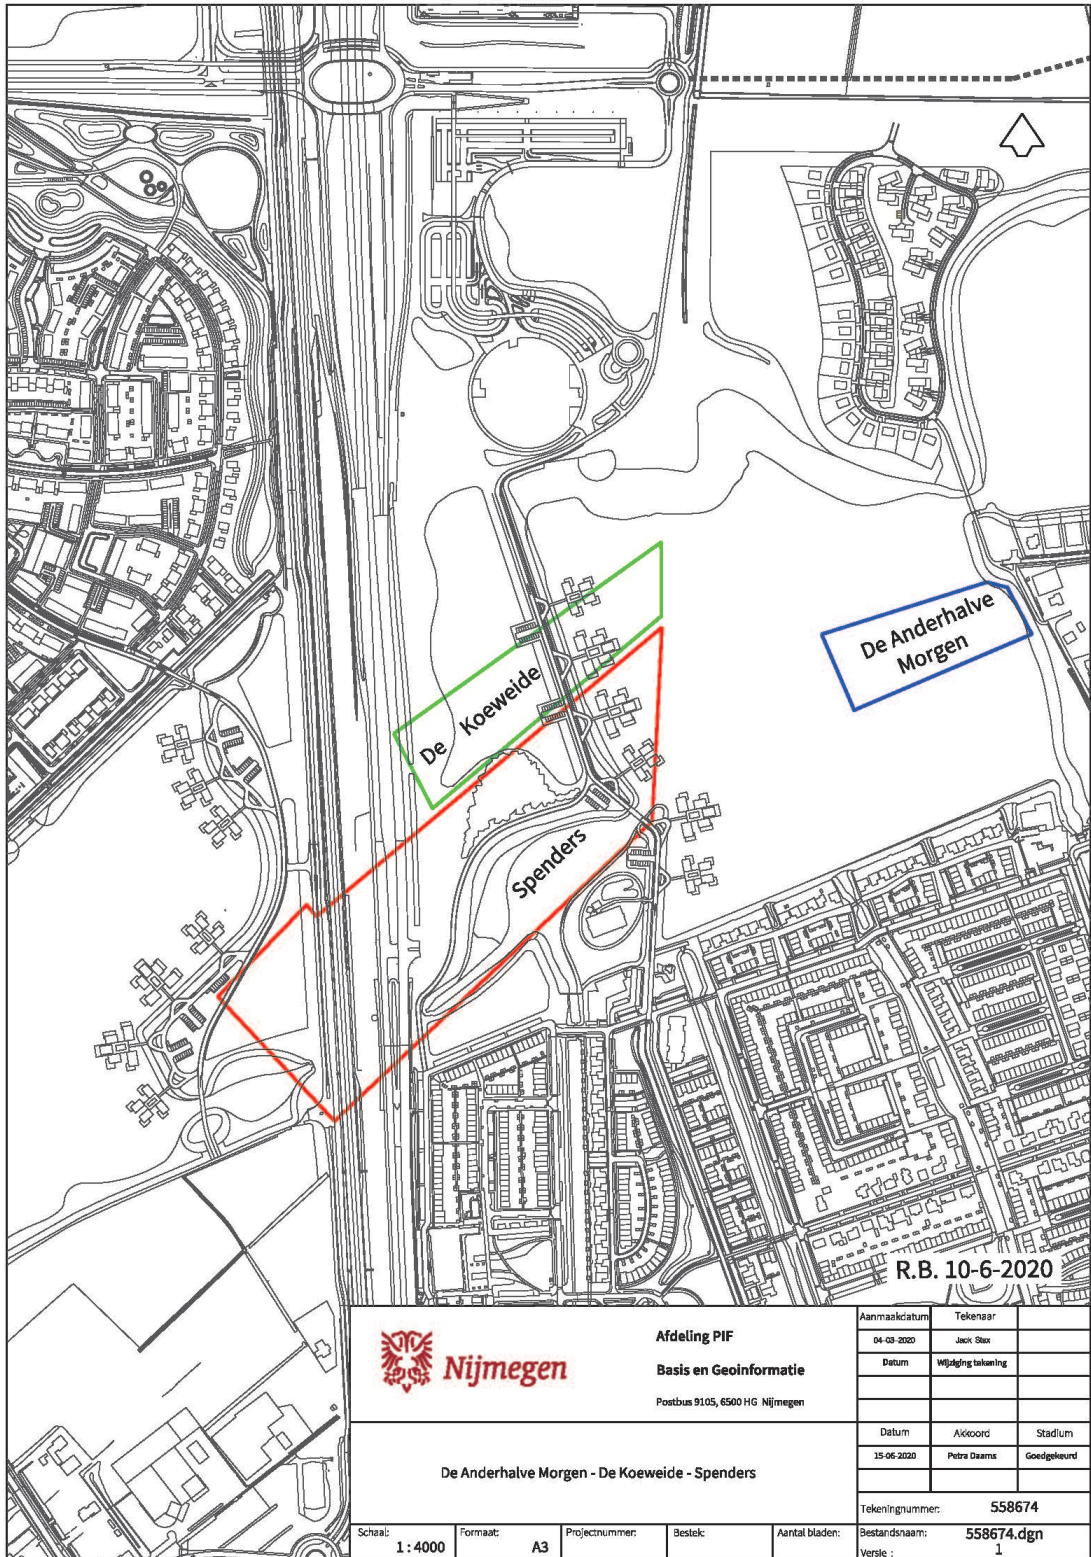 De Anderhalve
Morgen
De Koeweide
Spenders
R.B. 10-6-2020
Nijmegen
Afdeling PIF
Basis en Geoinformatie
Postbus 9105, 6500 HG Nijmegen
Aanmaakdatum Tekenaar
04-03-2020 Jack Stax
Datum Wijziging tekening
Datum Akkoord Stadium
15-06-2020 Petra Daams Goedgekeurd
De Anderhalve Morgen - De Koeweide - Spenders
Tekeningnummer: 558674
Schaal: Formaat: Projectnummer: Bestek: Aantal bladen: Bestandsnaam: 558674.dgn
1 : 4000 A3 Versie : 1